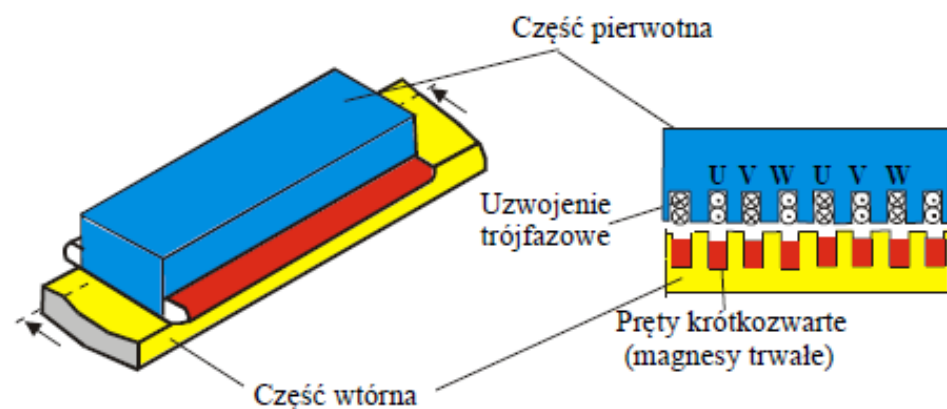 Część pierwotna
U V W U V W
Uzwojenie
trójfazowe
Pręty krótkozwarte
(magnesy trwałe)
Część wtórna